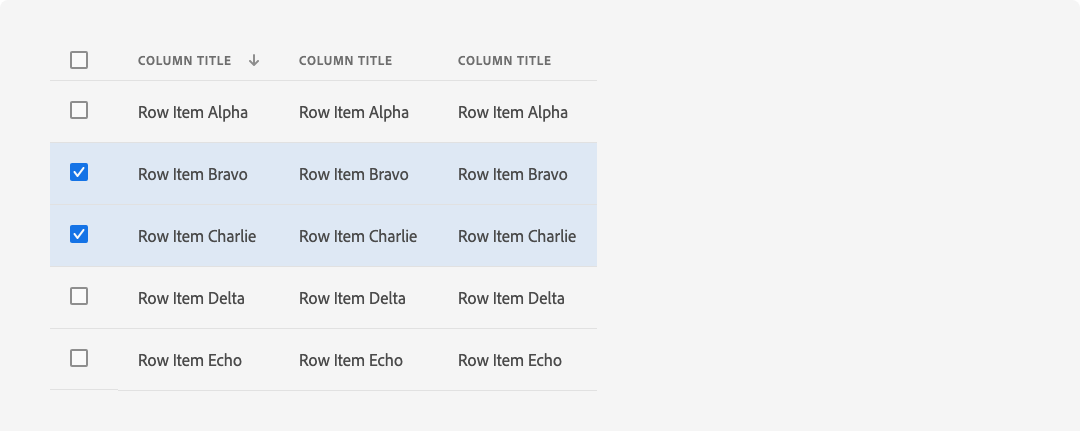 COLUMN TITLE COLUMN TITLE COLUMN TITLE
Row Item Alpha Row Item Alpha Row Item Alpha
Row Item Bravo Row Item Bravo Row Item Bravo
Row Item Charlie Row Item Charlie Row Item Charlie
Row Item Delta Row Item Delta Row Item Delta
Row Item Echo Row Item Echo Row Item Echo